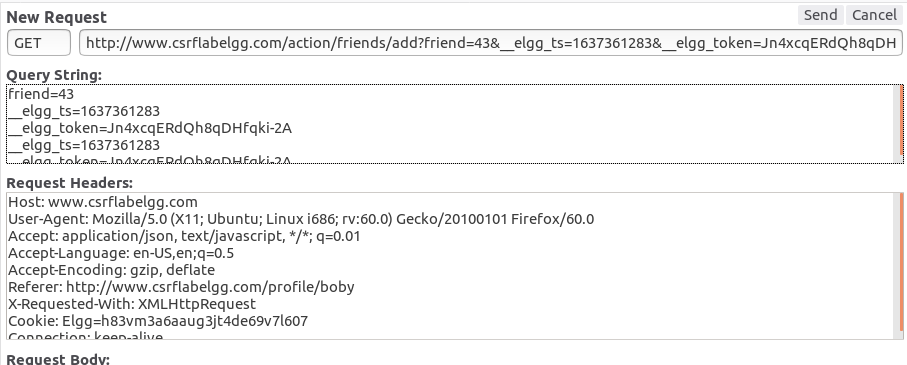 New Request
Send Cancel
GET http://www.csrflabelgg.com/action/friends/add?friend=43&__elgg_ts=1637361283&__elgg_token=Jn4xcqERdQh8qDH
Query String:
friend=43
__elgg_ts=1637361283
__elgg_token=Jn4xcqERdQh8qDHfqki-2A
__elgg_ts=1637361283
__elgg_token=Jn4xcqERdQh8qDHfqki-2A
Request Headers:
Host: www.csrflabelgg.com
User-Agent: Mozilla/5.0 (X11; Ubuntu; Linux i686; rv:60.0) Gecko/20100101 Firefox/60.0
Accept: application/json, text/javascript, */*; q=0.01
Accept-Language: en-US,en;q=0.5
Accept-Encoding: gzip, deflate
Referer: http://www.csrflabelgg.com/profile/boby
X-Requested-With: XMLHttpRequest
Cookie: Elgg=h83vm3a6aaug3jt4de69v7l607
Connection: keep-alive
Request Body: